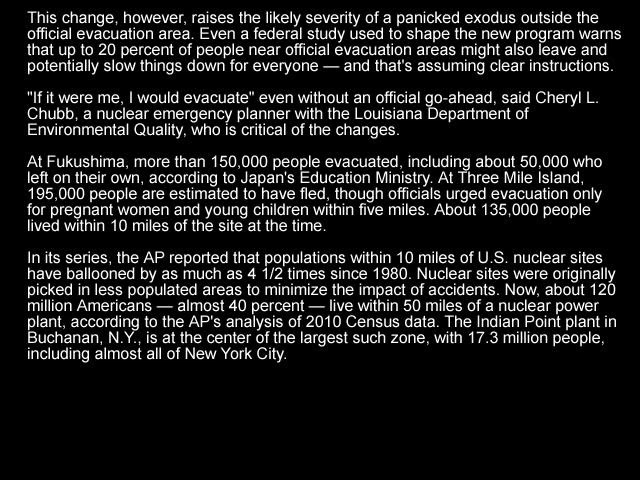 This change, however, raises the likely severity of a panicked exodus outside the
official evacuation area. Even a federal study used to shape the new program warns
that up to 20 percent of people near official evacuation areas might also leave and
potentially slow things down for everyone — and that's assuming clear instructions.
"If it were me, I would evacuate" even without an official go-ahead, said Cheryl L.
Chubb, a nuclear emergency planner with the Louisiana Department of
Environmental Quality, who is critical of the changes.
At Fukushima, more than 150,000 people evacuated, including about 50,000 who
left on their own, according to Japan's Education Ministry. At Three Mile Island,
195,000 people are estimated to have fled, though officials urged evacuation only
for pregnant women and young children within five miles. About 135,000 people
lived within 10 miles of the site at the time.
In its series, the AP reported that populations within 10 miles of U.S. nuclear sites
have ballooned by as much as 4 1/2 times since 1980. Nuclear sites were originally
picked in less populated areas to minimize the impact of accidents. Now, about 120
million Americans — almost 40 percent — live within 50 miles of a nuclear power
plant, according to the AP's analysis of 2010 Census data. The Indian Point plant in
Buchanan, N.Y., is at the center of the largest such zone, with 17.3 million people,
including almost all of New York City.